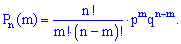 Pₙ(m) = n! / (m! (n−m)!) · pᵐqⁿ⁻ᵐ.